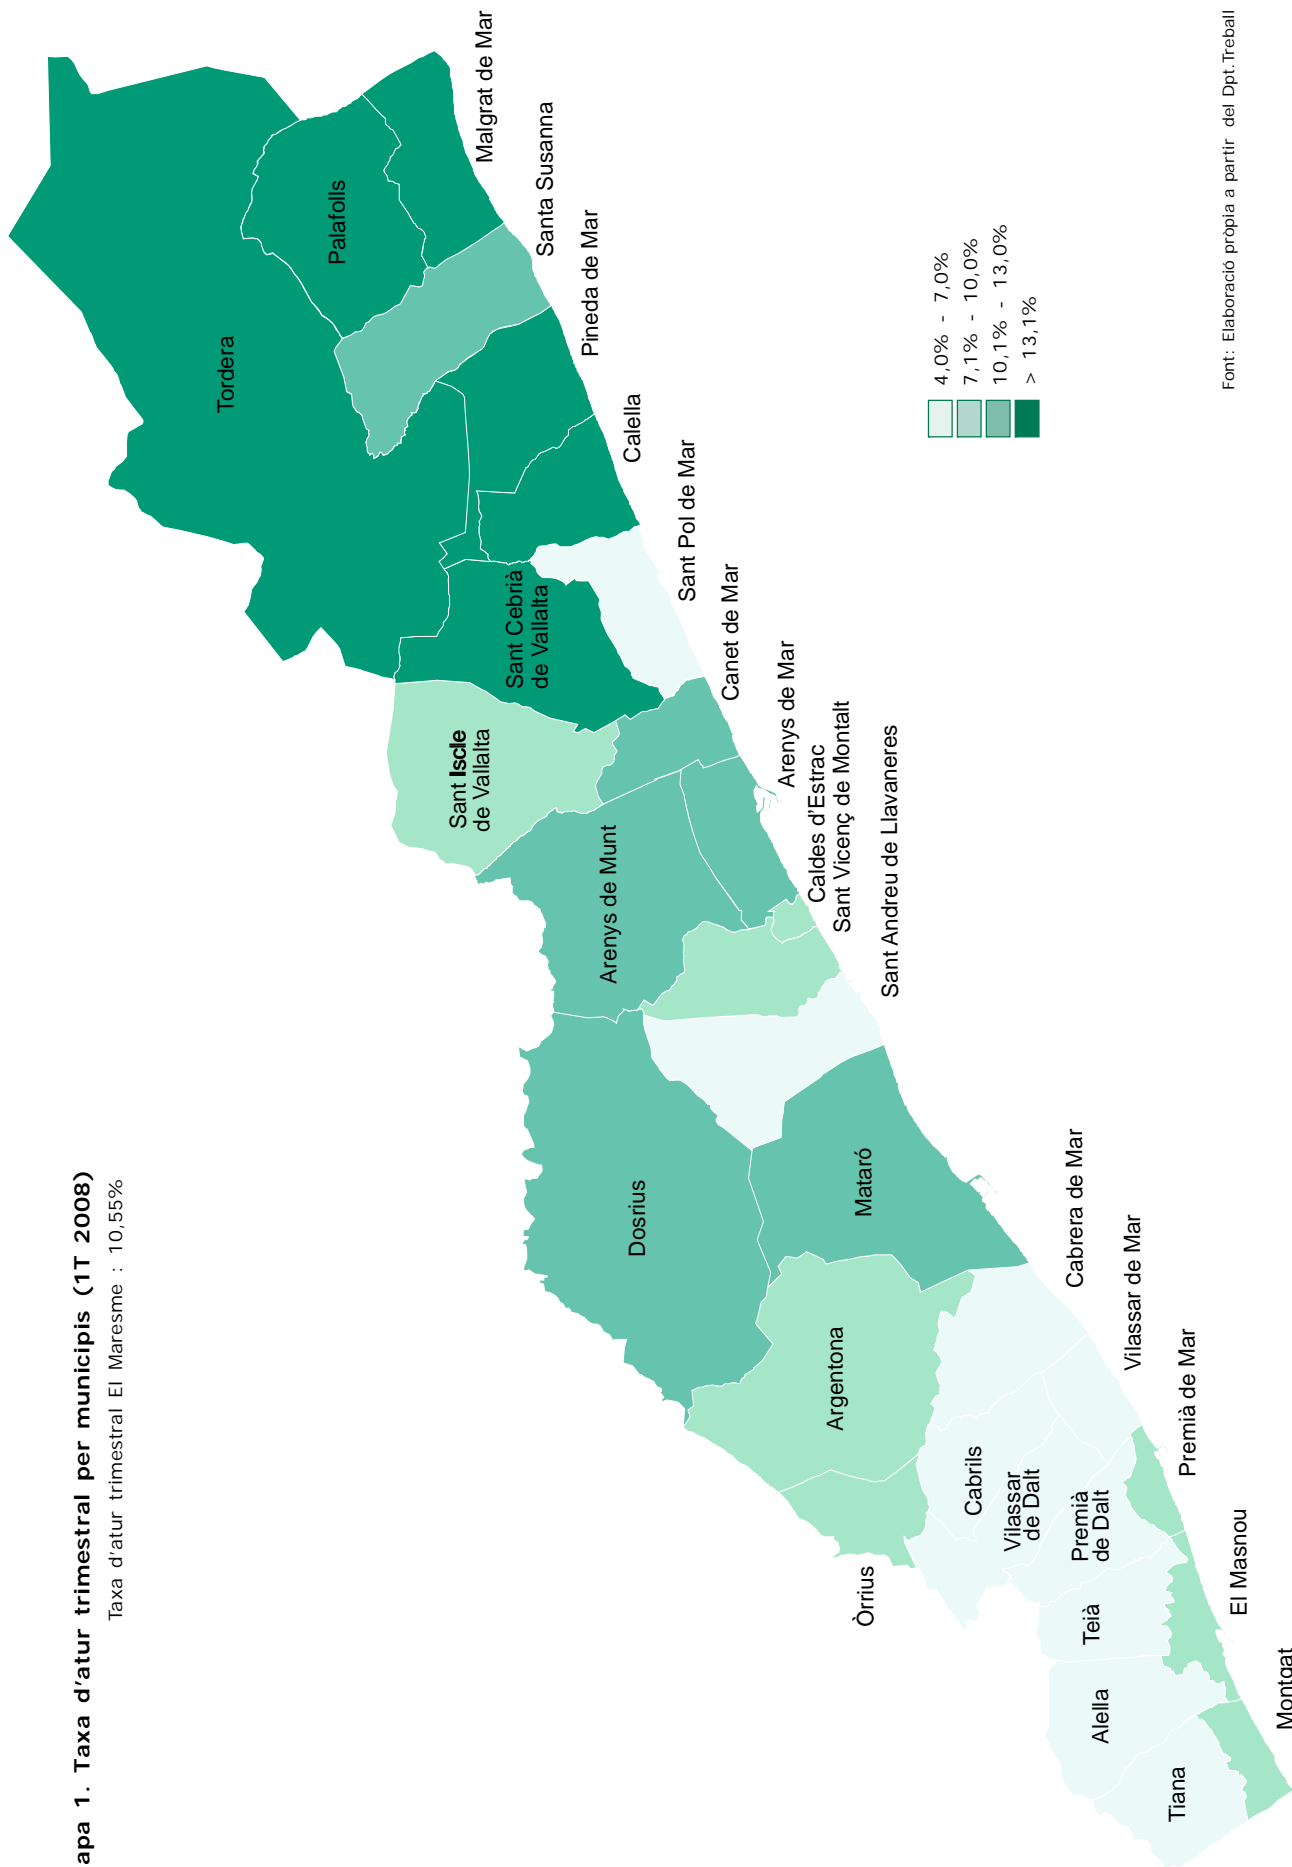 apa 1. Taxa d'atur trimestral per municipis (1T 2008)
Taxa d'atur trimestral El Maresme : 10,55%
Tordera
Palafolls
Malgrat de Mar
Santa Susanna
Pineda de Mar
Calella
Sant Pol de Mar
Sant Cebrià
de Vallalta
Canet de Mar
Sant Iscle
de Vallalta
Arenys de Mar
Arenys de Munt
Caldes d'Estrac
Sant Vicenç de Montalt
Sant Andreu de Llavaneres
Dosrius
Mataró
Argentona
Cabrera de Mar
Vilassar de Mar
Cabrils
Vilassar
de Dalt
Premià
de Dalt
Premià de Mar
Òrrius
Teià
El Masnou
Alella
Tiana
Montgat
4,0% - 7,0%
7,1% - 10,0%
10,1% - 13,0%
> 13,1%
Font: Elaboració pròpia a partir del Dpt.Treball